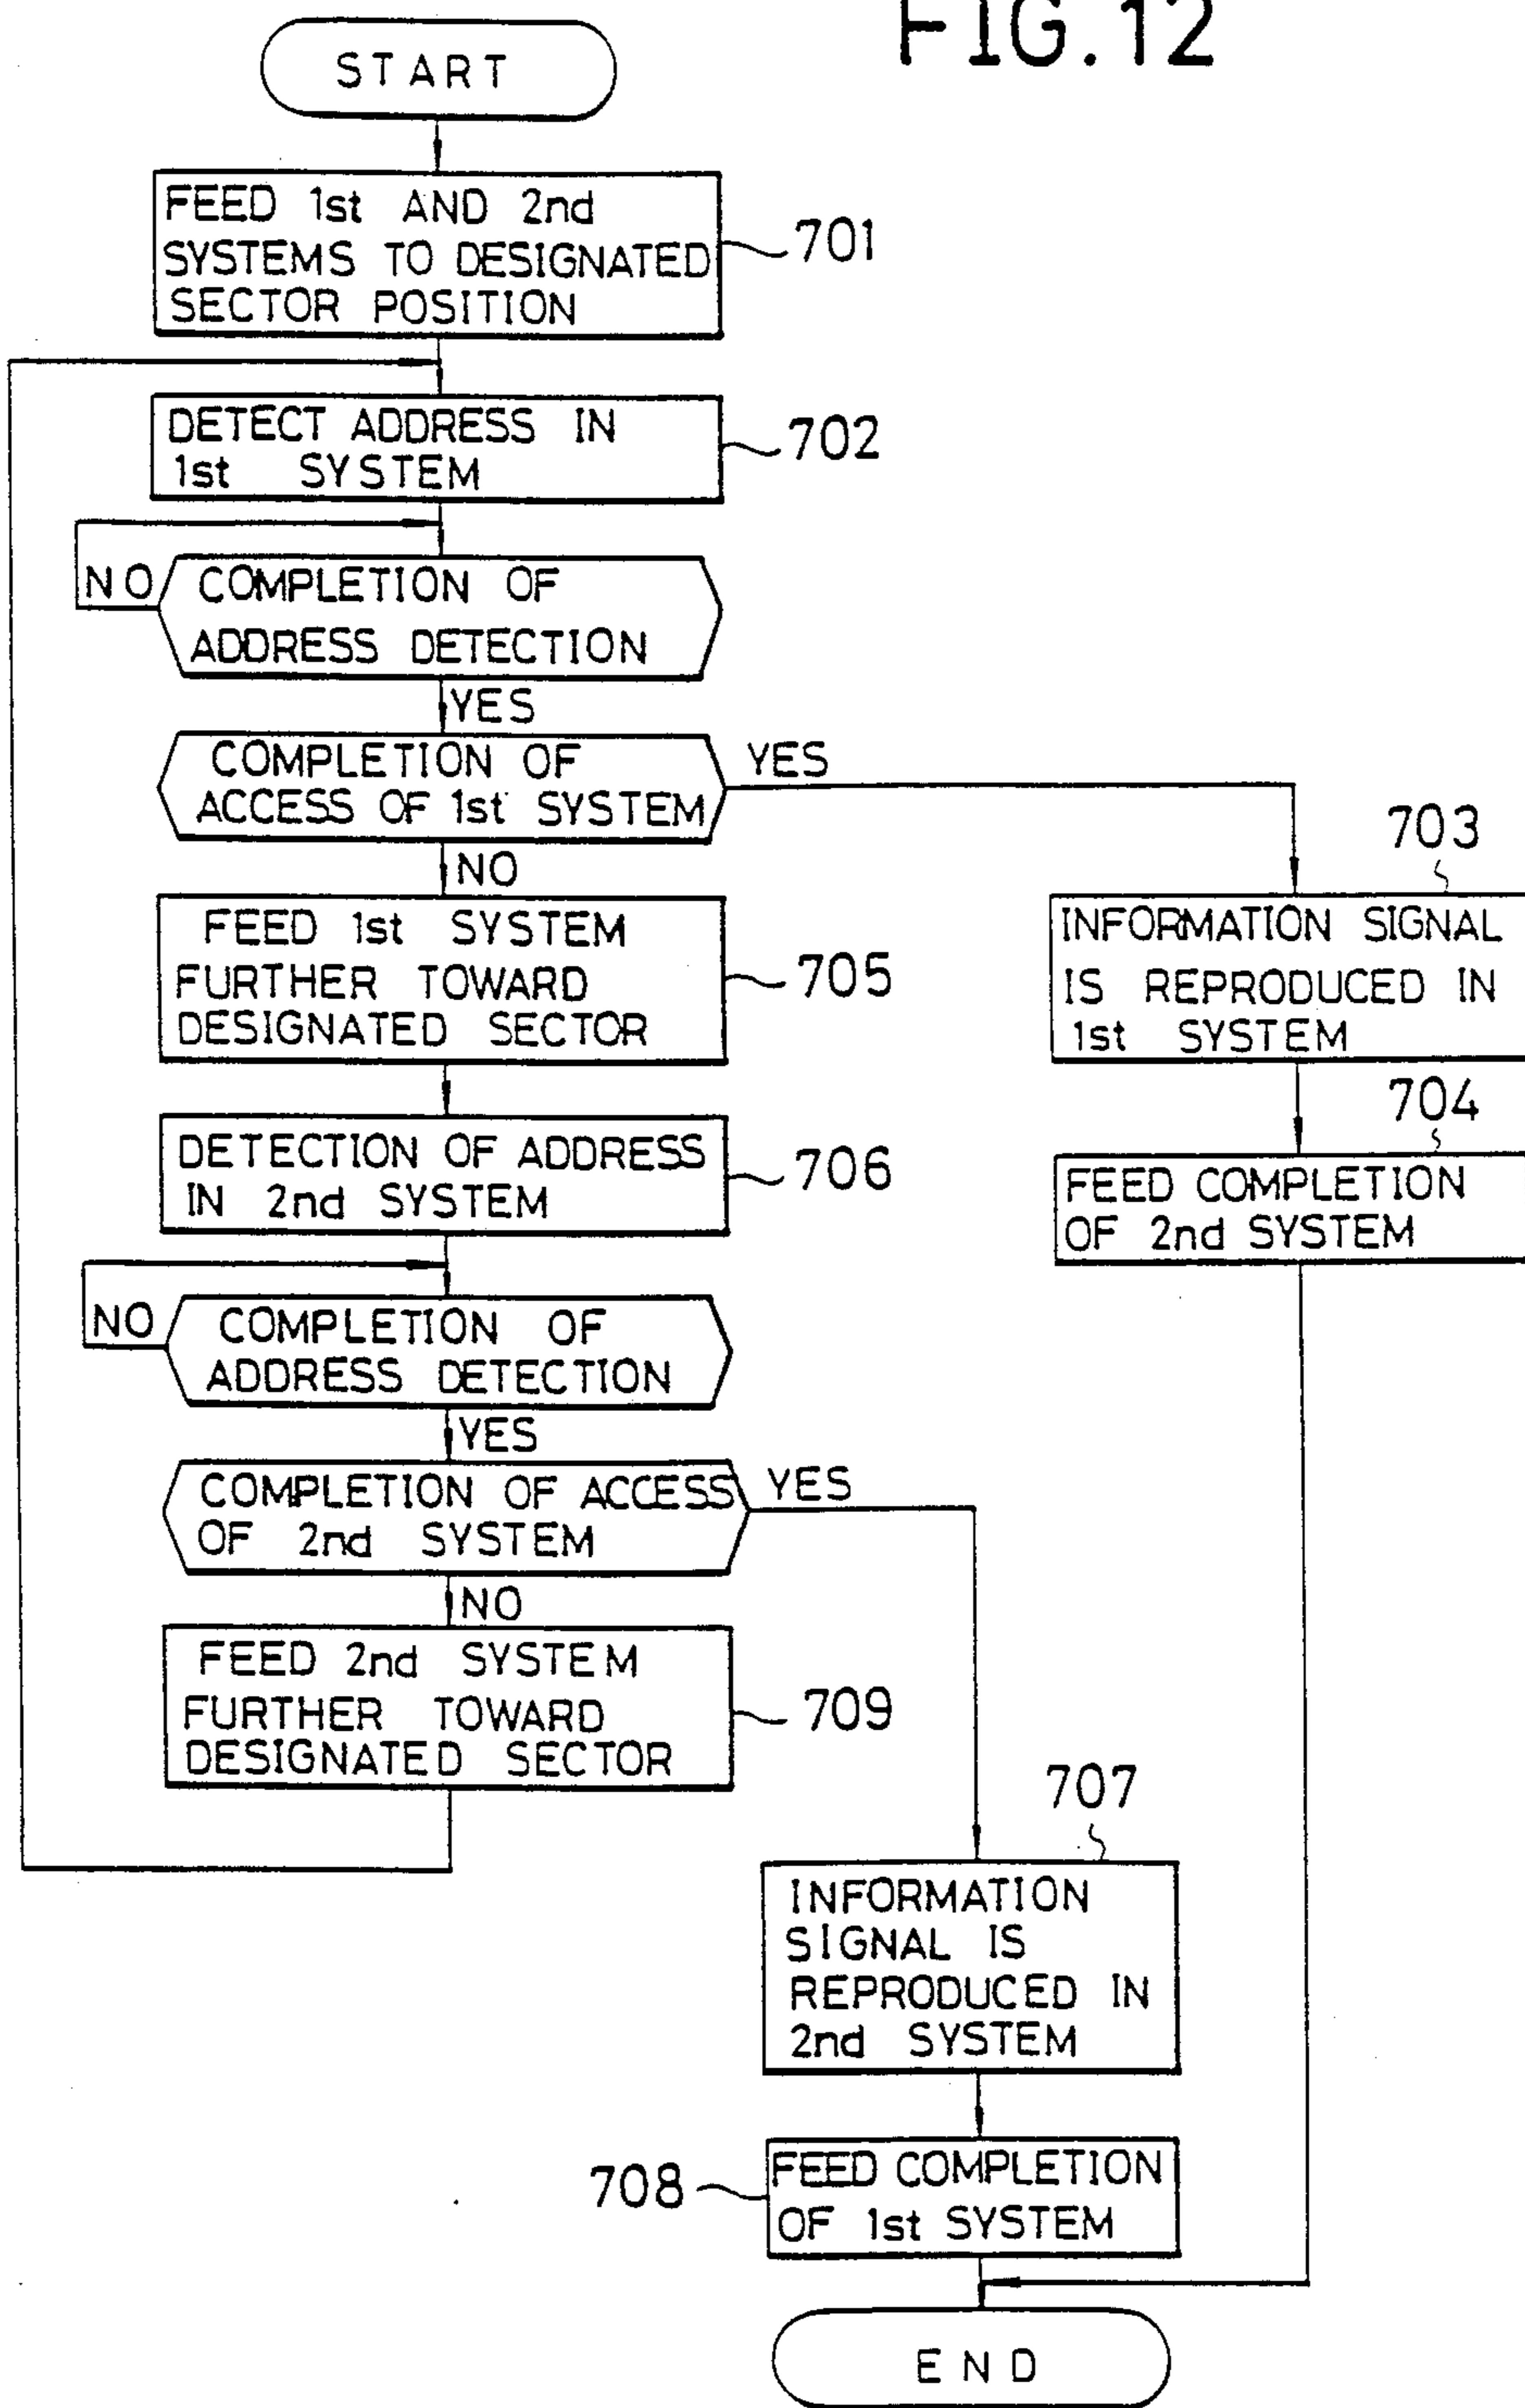 FIG.12
START
FEED 1st AND 2nd
SYSTEMS TO DESIGNATED
SECTOR POSITION
701
DETECT ADDRESS IN
1st SYSTEM
702
NO
COMPLETION OF
ADDRESS DETECTION
YES
COMPLETION OF
ACCESS OF 1st SYSTEM
YES
NO
703
INFORMATION SIGNAL
IS REPRODUCED IN
1st SYSTEM
FEED 1st SYSTEM
FURTHER TOWARD
DESIGNATED SECTOR
705
704
FEED COMPLETION
OF 2nd SYSTEM
DETECTION OF ADDRESS
IN 2nd SYSTEM
706
NO
COMPLETION OF
ADDRESS DETECTION
YES
COMPLETION OF ACCESS
OF 2nd SYSTEM
YES
NO
FEED 2nd SYSTEM
FURTHER TOWARD
DESIGNATED SECTOR
709
707
INFORMATION
SIGNAL IS
REPRODUCED IN
2nd SYSTEM
708
FEED COMPLETION
OF 1st SYSTEM
END